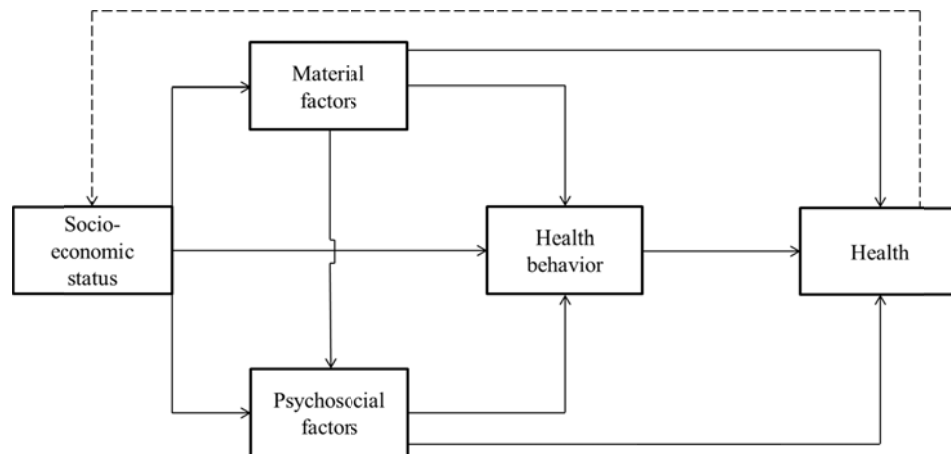 Material
factors
Socio-
economic
status
Health
behavior
Health
Psychosocial
factors